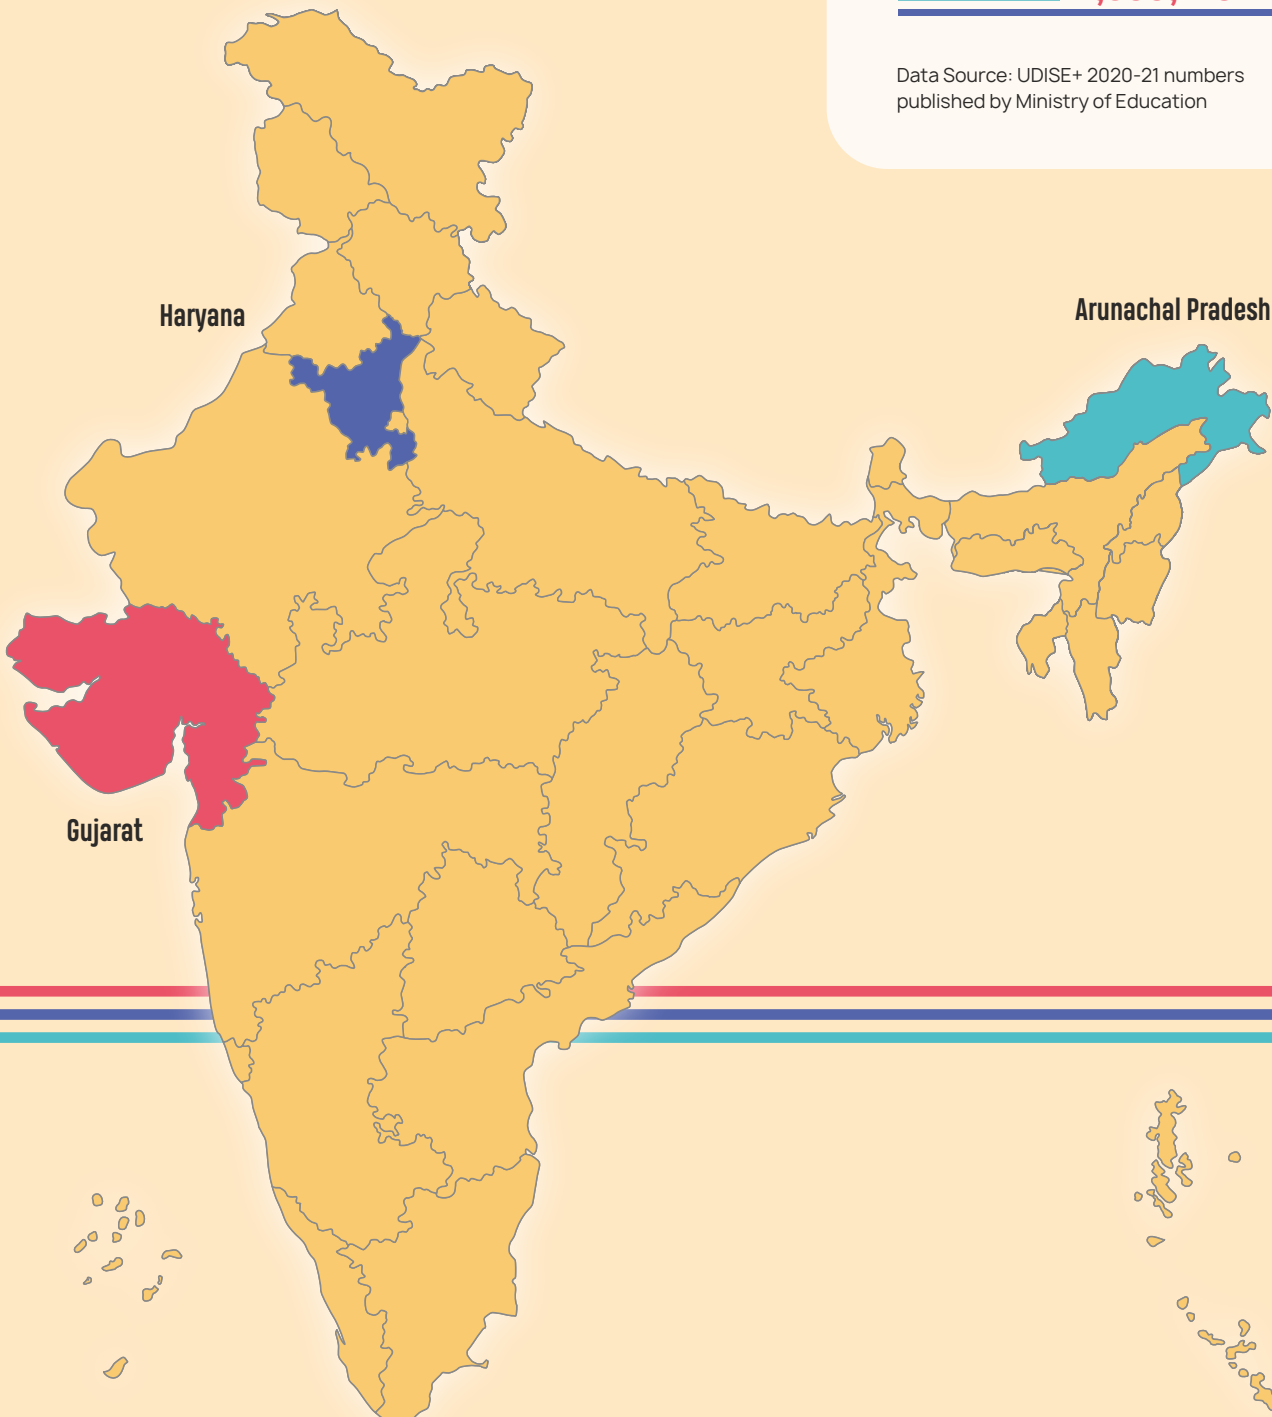 Data Source: UDISE+ 2020-21 numbers
published by Ministry of Education
Haryana
Arunachal Pradesh
Gujarat